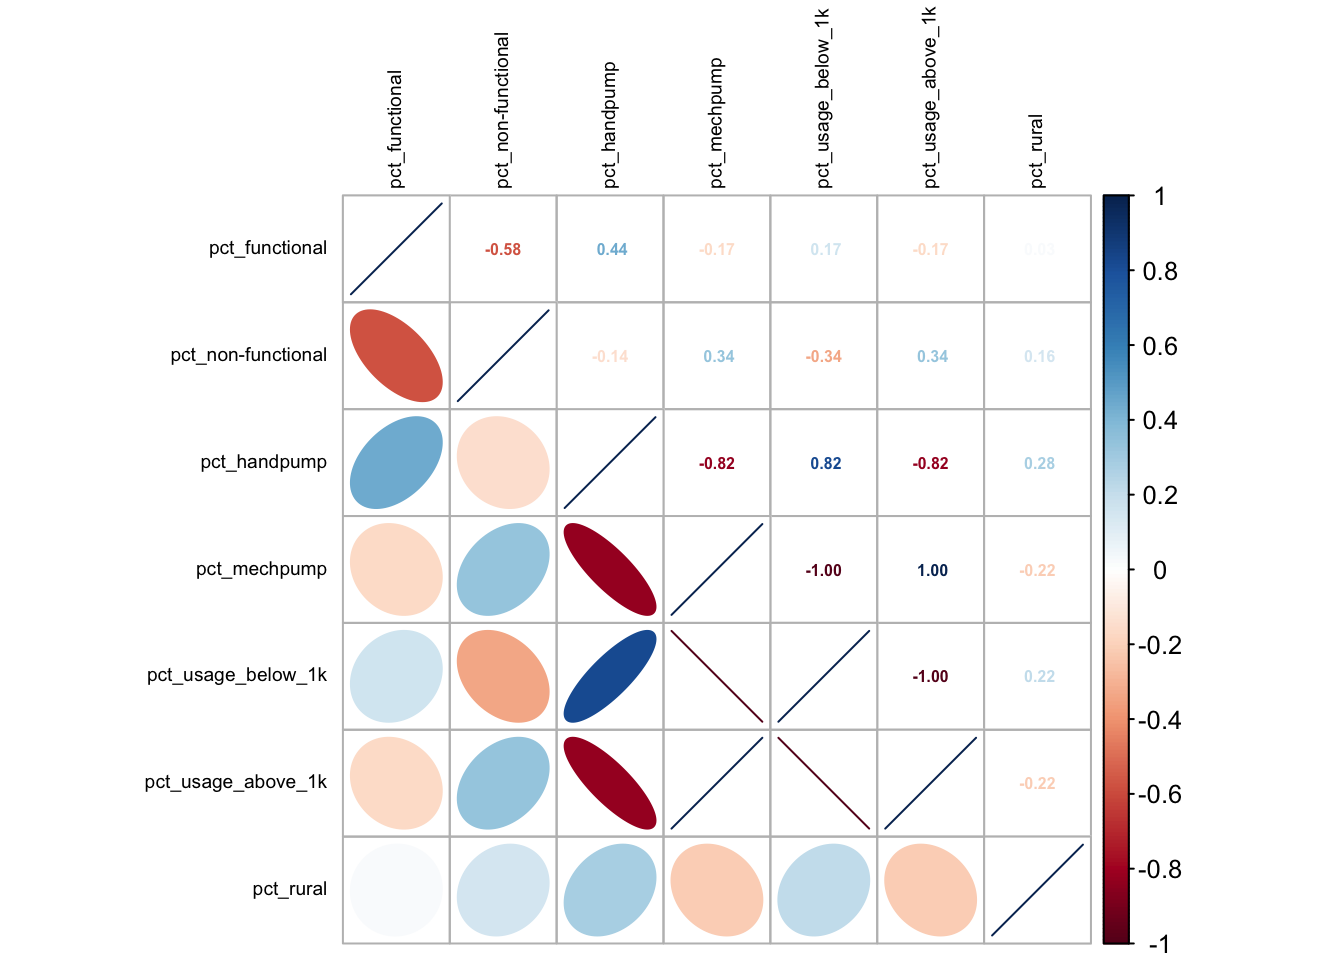 pct_functional
pct_non-functional
pct_handpump
pct_mechpump
pct_usage_below_1k
pct_usage_above_1k
pct_rural
pct_functional -0.58 0.44 -0.17 0.17 -0.17 0.03
pct_non-functional -0.14 0.34 -0.34 0.34 0.16
pct_handpump -0.82 0.82 -0.82 0.28
pct_mechpump -1.00 1.00 -0.22
pct_usage_below_1k -1.00 0.22
pct_usage_above_1k -0.22
pct_rural
1
0.8
0.6
0.4
0.2
0
-0.2
-0.4
-0.6
-0.8
-1